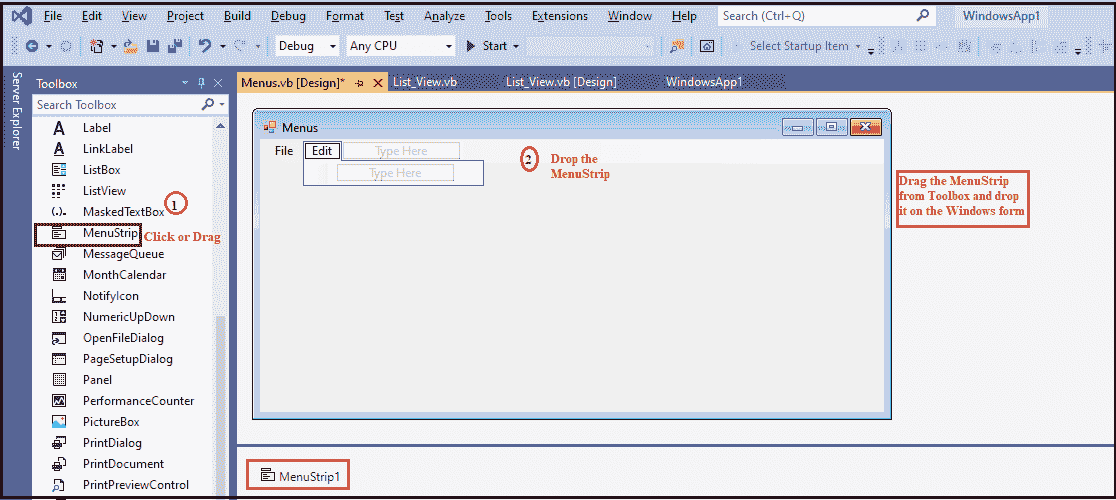 File Edit View Project Build Debug Format Test Analyze Tools Extensions Window Help Search (Ctrl+Q) WindowsApp1
Debug Any CPU Start Select Startup Item
Server Explorer
Toolbox
Search Toolbox
Label
LinkLabel
ListBox
ListView
MaskedTextBox
1
MenuStrip
Click or Drag
MessageQueue
MonthCalendar
NotifyIcon
NumericUpDown
OpenFileDialog
PageSetupDialog
Panel
PerformanceCounter
PictureBox
PrintDialog
PrintDocument
PrintPreviewControl
Menus.vb [Design]* List_View.vb List_View.vb [Design] WindowsApp1
Menus
File Edit Type Here
Type Here
2
Drop the
MenuStrip
Drag the MenuStrip
from Toolbox and drop
it on the Windows form
MenuStrip1